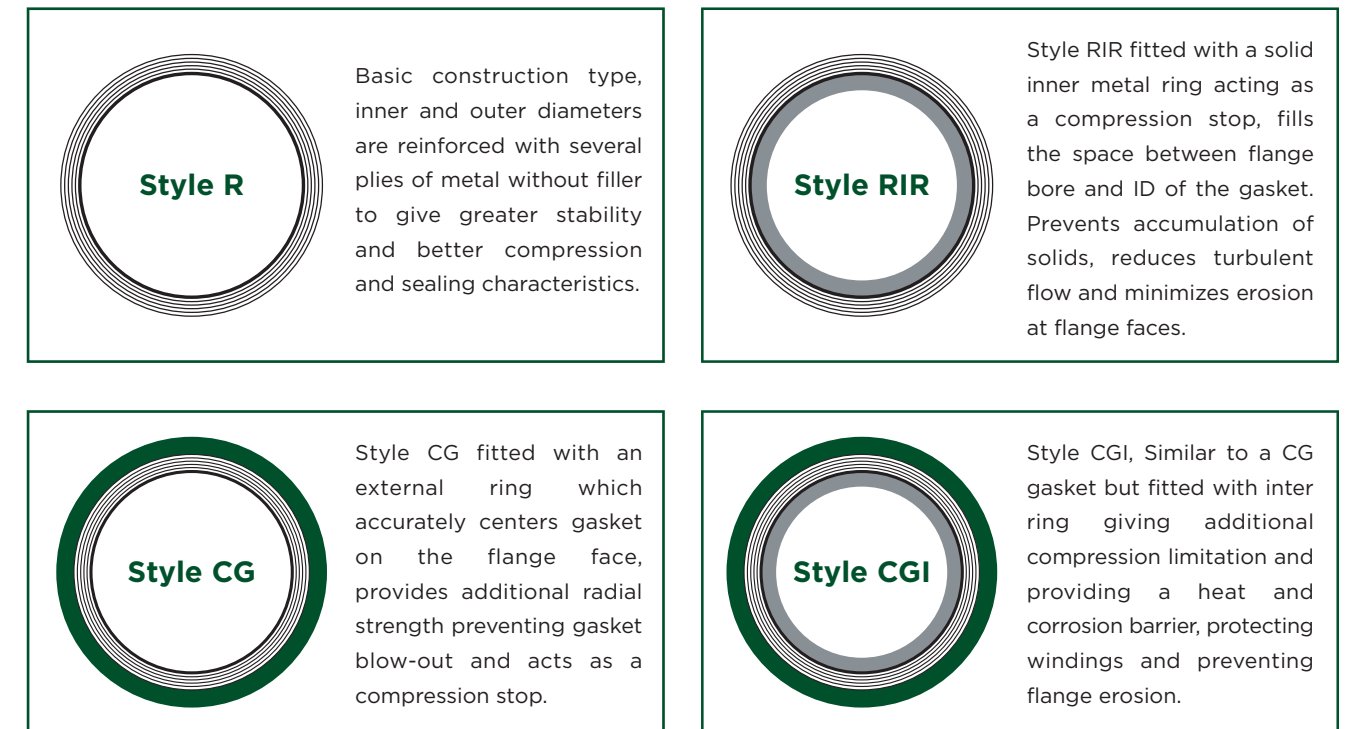 Style R
Basic construction type,
inner and outer diameters
are reinforced with several
plies of metal without filler
to give greater stability
and better compression
and sealing characteristics.
Style RIR
Style RIR fitted with a solid
inner metal ring acting as
a compression stop, fills
the space between flange
bore and ID of the gasket.
Prevents accumulation of
solids, reduces turbulent
flow and minimizes erosion
at flange faces.
Style CG
Style CG fitted with an
external ring which
accurately centers gasket
on the flange face,
provides additional radial
strength preventing gasket
blow-out and acts as a
compression stop.
Style CGI
Style CGI, Similar to a CG
gasket but fitted with inter
ring giving additional
compression limitation and
providing a heat and
corrosion barrier, protecting
windings and preventing
flange erosion.